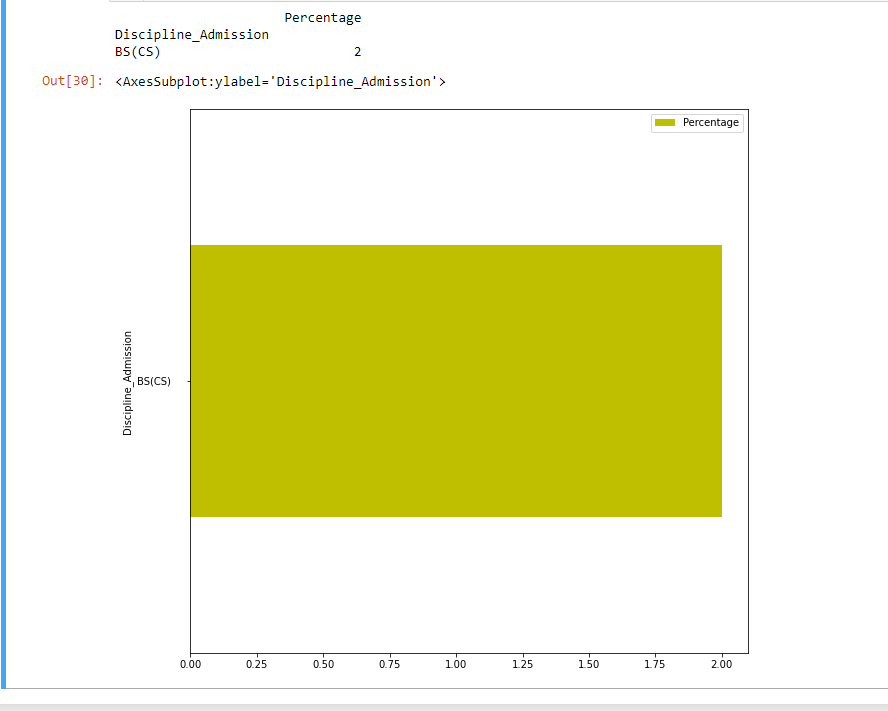 Percentage
Discipline_Admission
BS(CS) 2
Out[30]: <AxesSubplot:ylabel='Discipline_Admission'>
Percentage
Discipline_Admission
BS(CS)
0.00 0.25 0.50 0.75 1.00 1.25 1.50 1.75 2.00